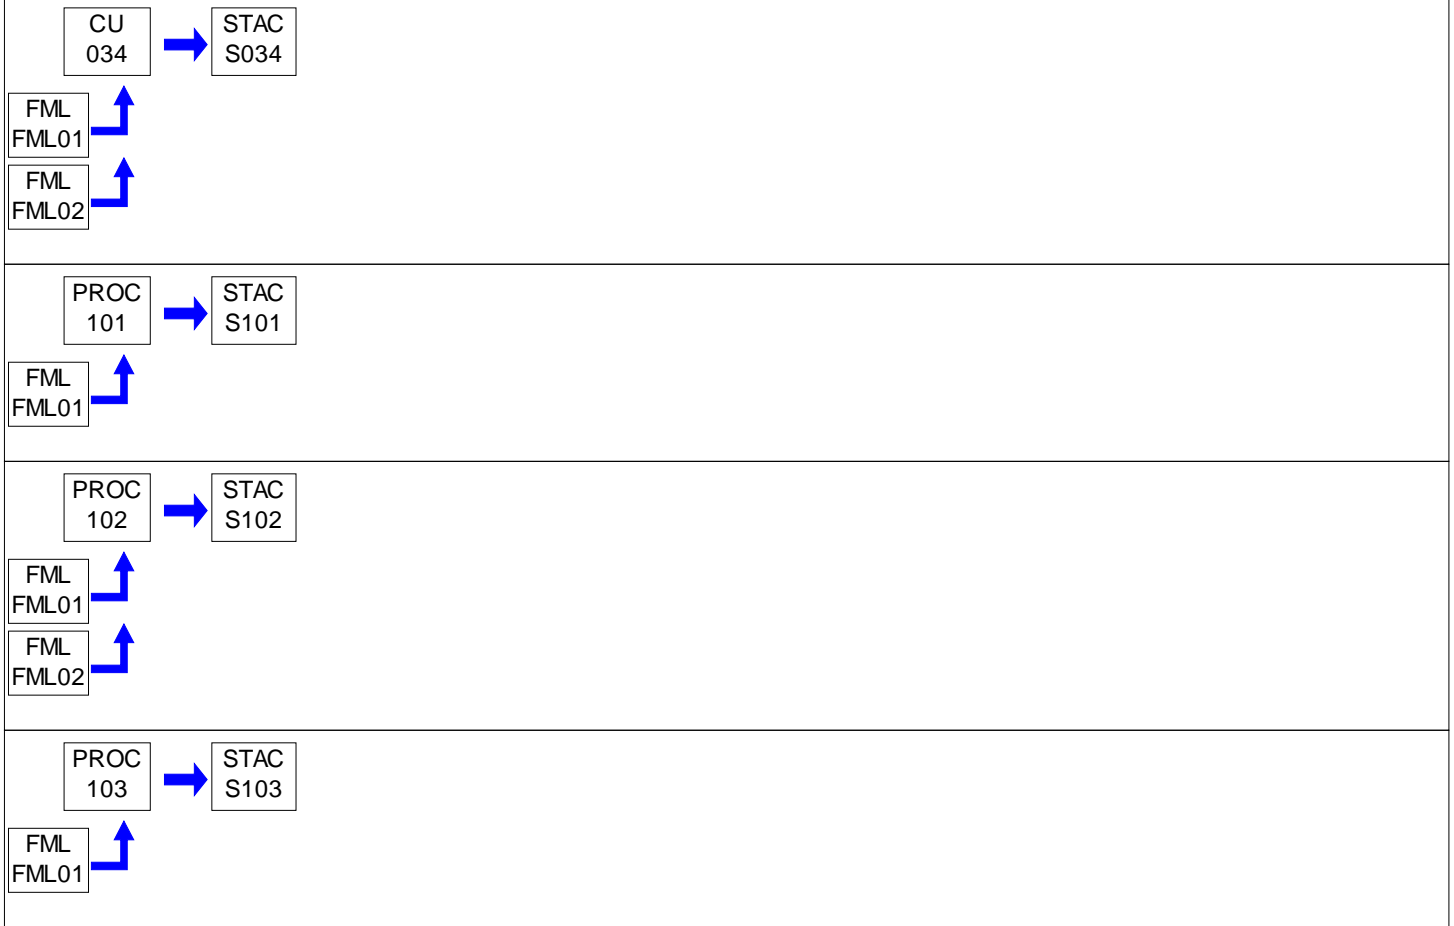 CU
034
STAC
S034
FML
FML01
FML
FML02
PROC
101
STAC
S101
FML
FML01
PROC
102
STAC
S102
FML
FML01
FML
FML02
PROC
103
STAC
S103
FML
FML01